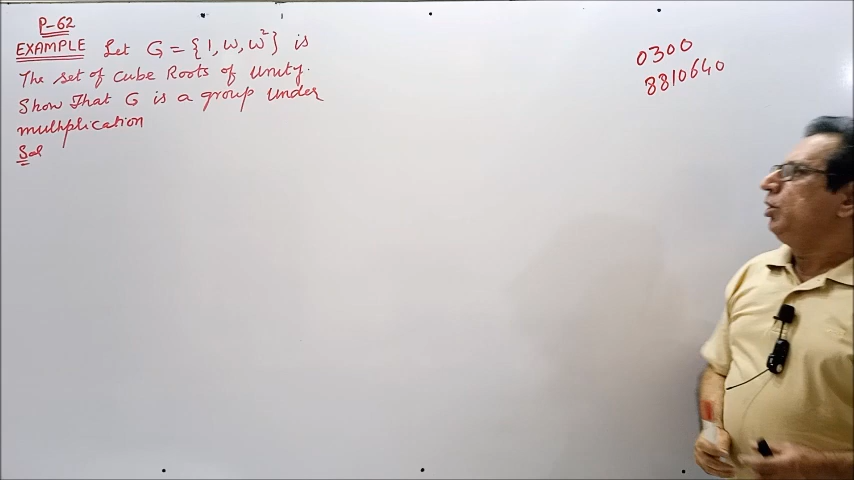 P-62
EXAMPLE Let G = {1, ω, ω²} is
The set of Cube Roots of Unity.
Show That G is a group Under
multiplication
Sol
0300
8810640